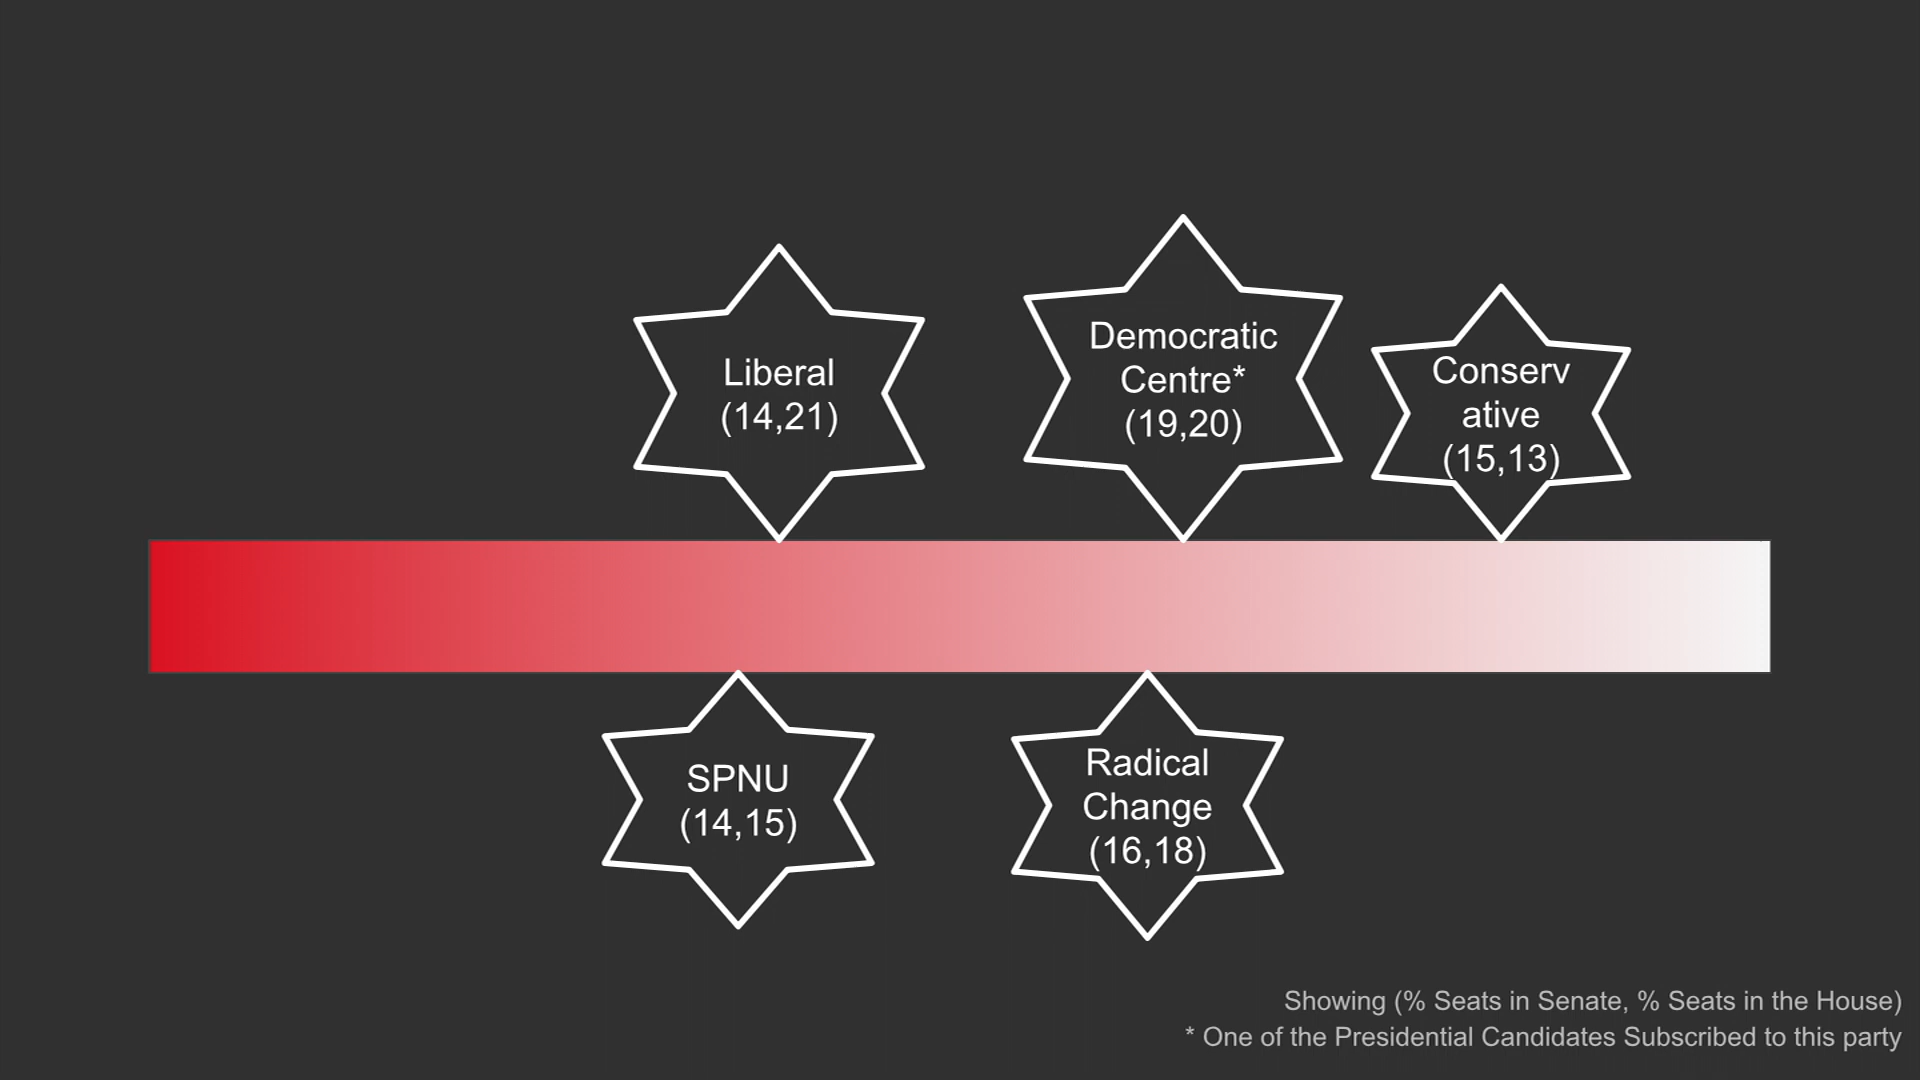 Liberal
(14,21)
Democratic
Centre*
(19,20)
Conserv
ative
(15,13)
SPNU
(14,15)
Radical
Change
(16,18)
Showing (% Seats in Senate, % Seats in the House)
* One of the Presidential Candidates Subscribed to this party